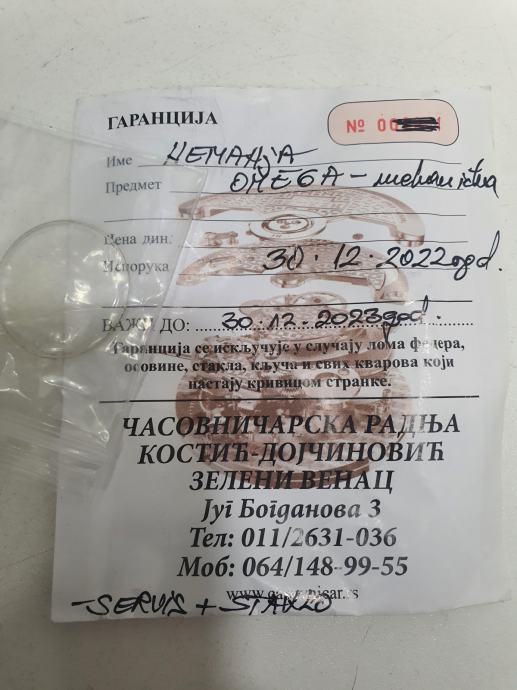 ГАРАНЦИЈА
№ 00
Име НЕМАЊА
Предмет OMEGA - mehanička
Цена дин.
Испорука 30.12.2022 god.
ВАЖИ ДО: 30.12.2023 god.
Гаранција се искључује у случају лома федера,
осовине, стакла, кључа и свих кварова који
настају кривицом странке.
ЧАСОВНИЧАРСКА РАДЊА
КОСТИЋ-ДОЈЧИНОВИЋ
ЗЕЛЕНИ ВЕНАЦ
Југ Богданова 3
Тел: 011/2631-036
Моб: 064/148-99-55
- SERVIS + STAKLO